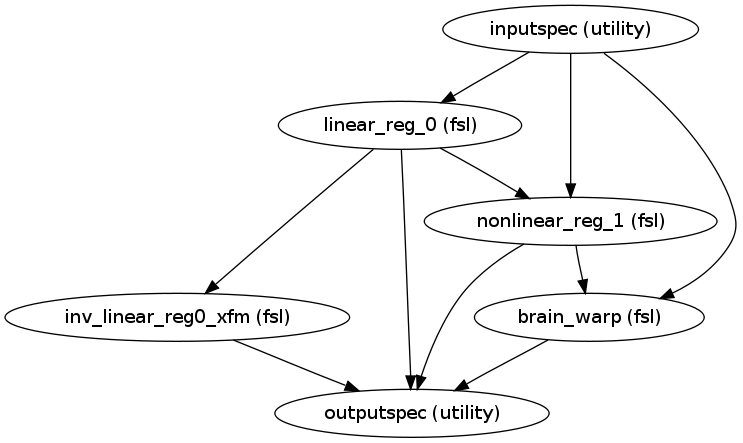 inputspec (utility)
linear_reg_0 (fsl)
nonlinear_reg_1 (fsl)
inv_linear_reg0_xfm (fsl)
brain_warp (fsl)
outputspec (utility)